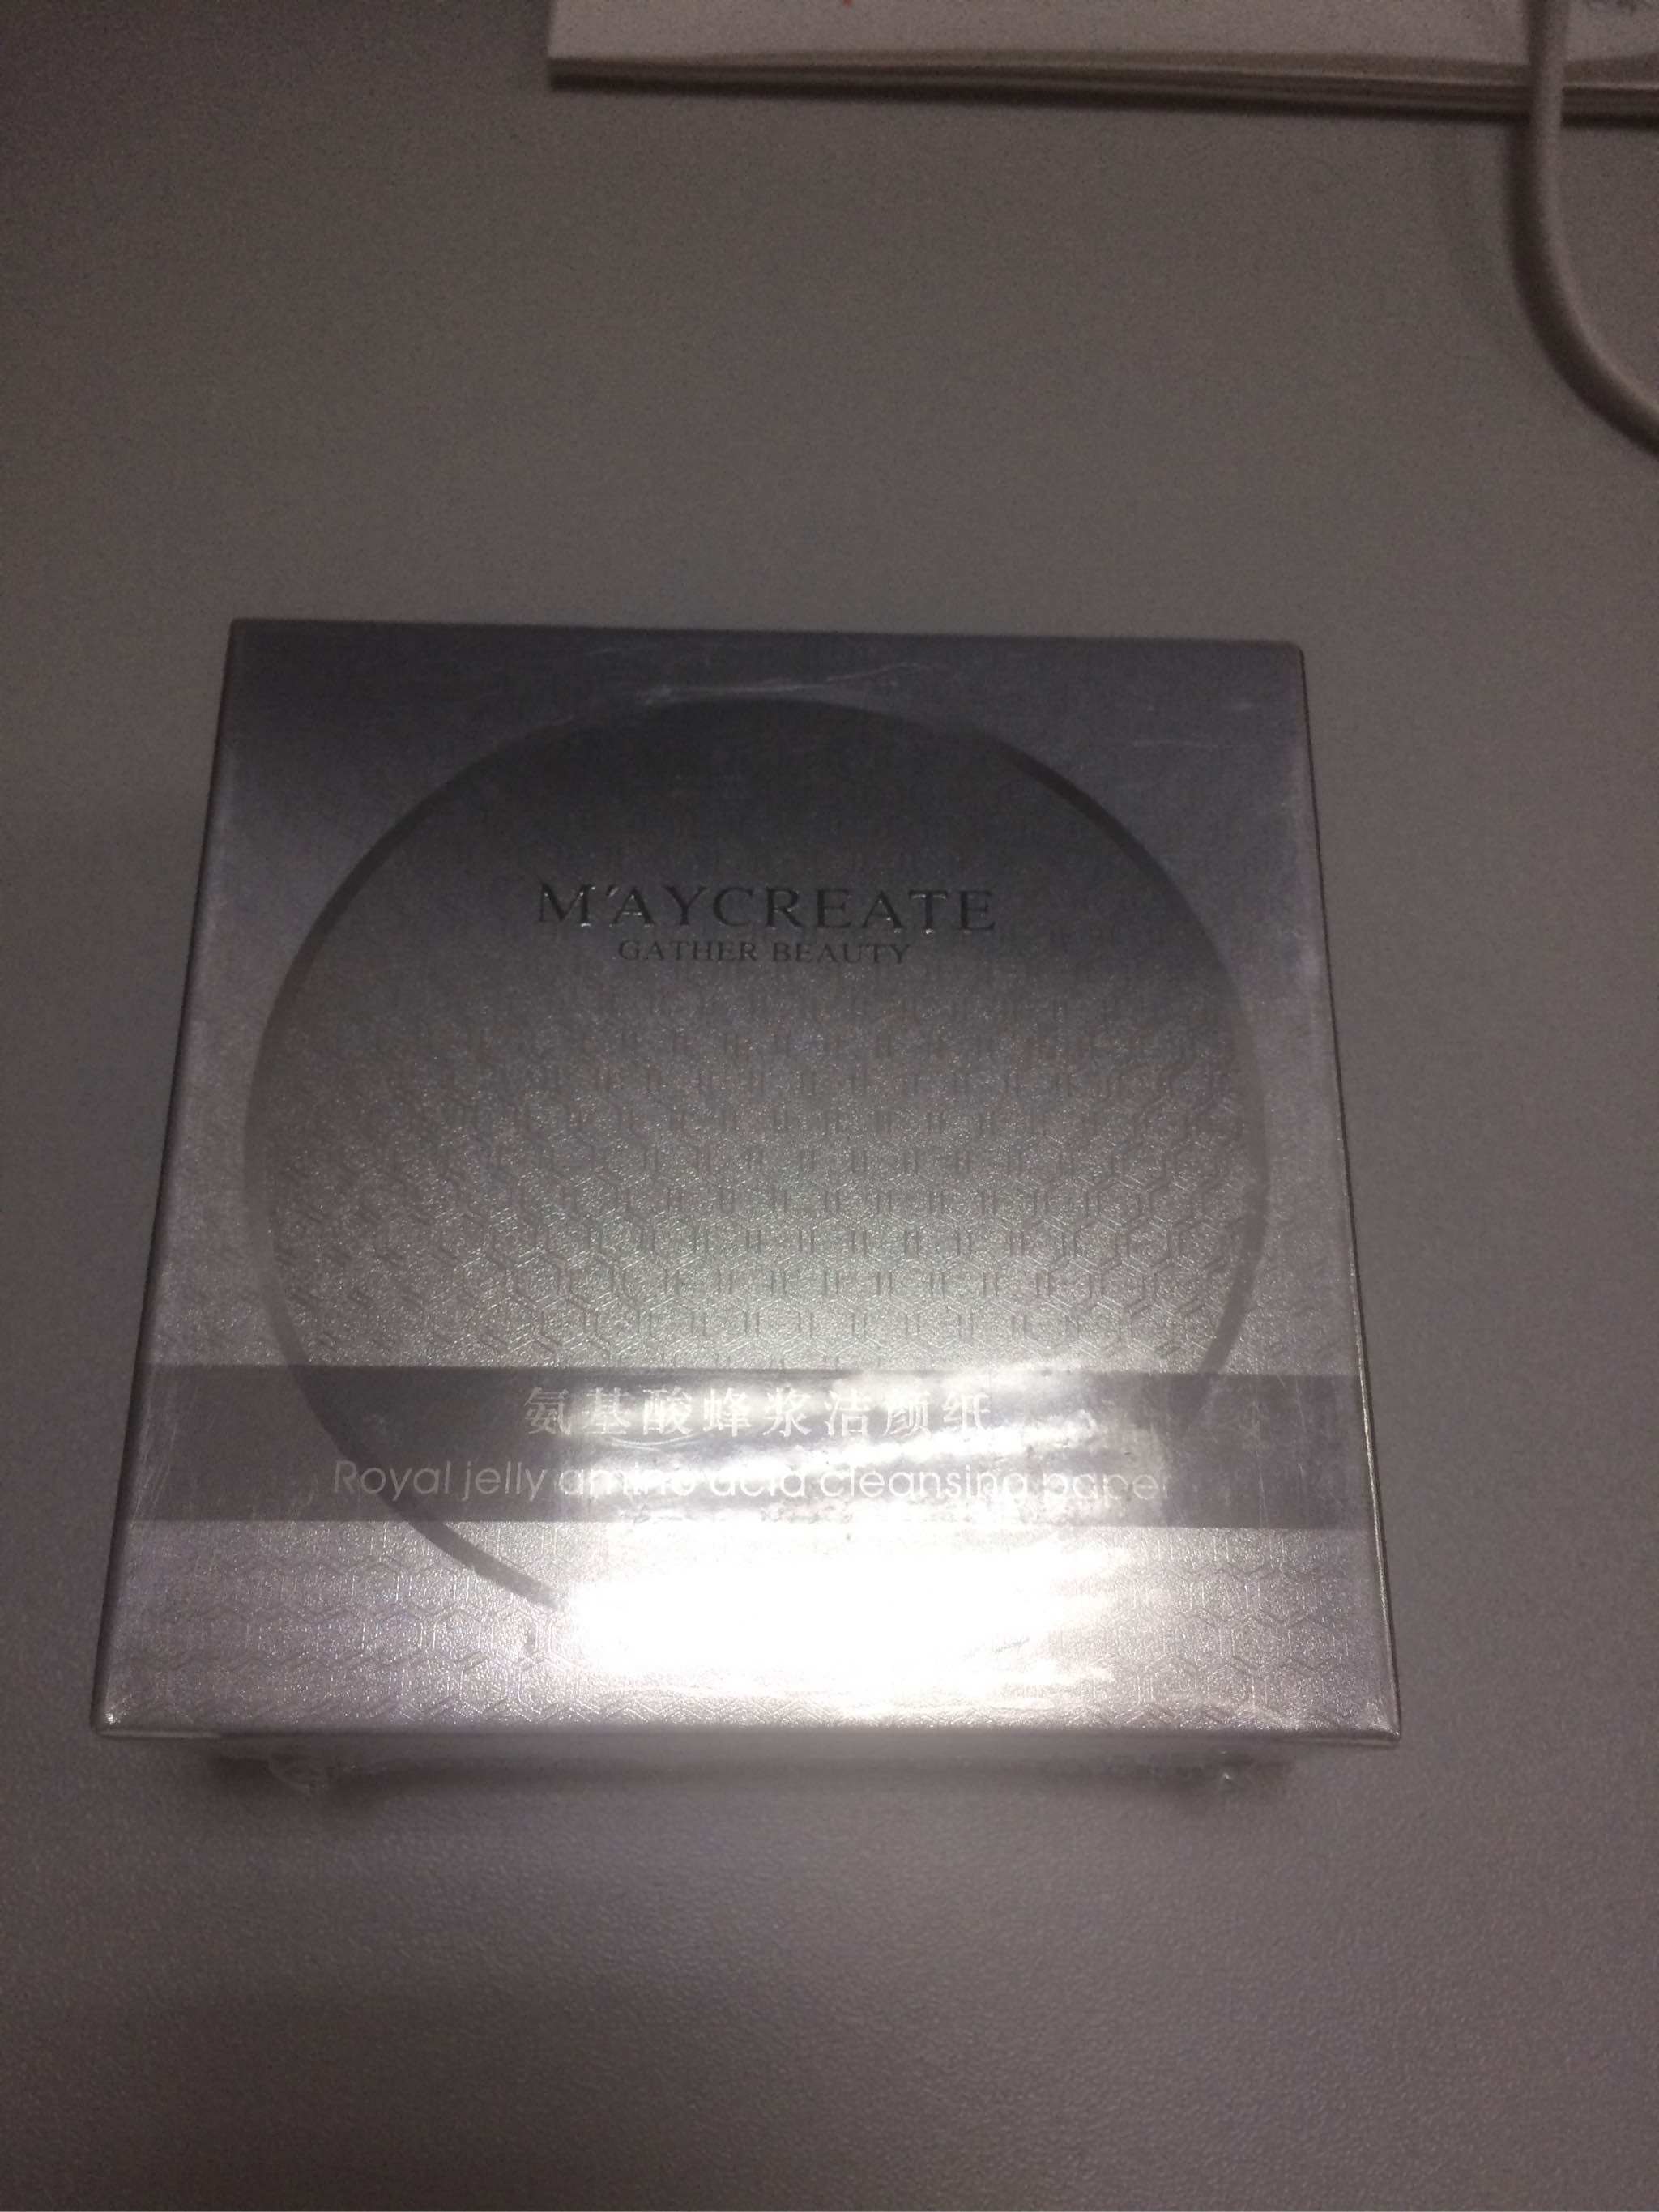 M'AYCREATE
GATHER BEAUTY
氨基酸蜂浆洁颜纸
Royal jelly amino acid cleansing paper